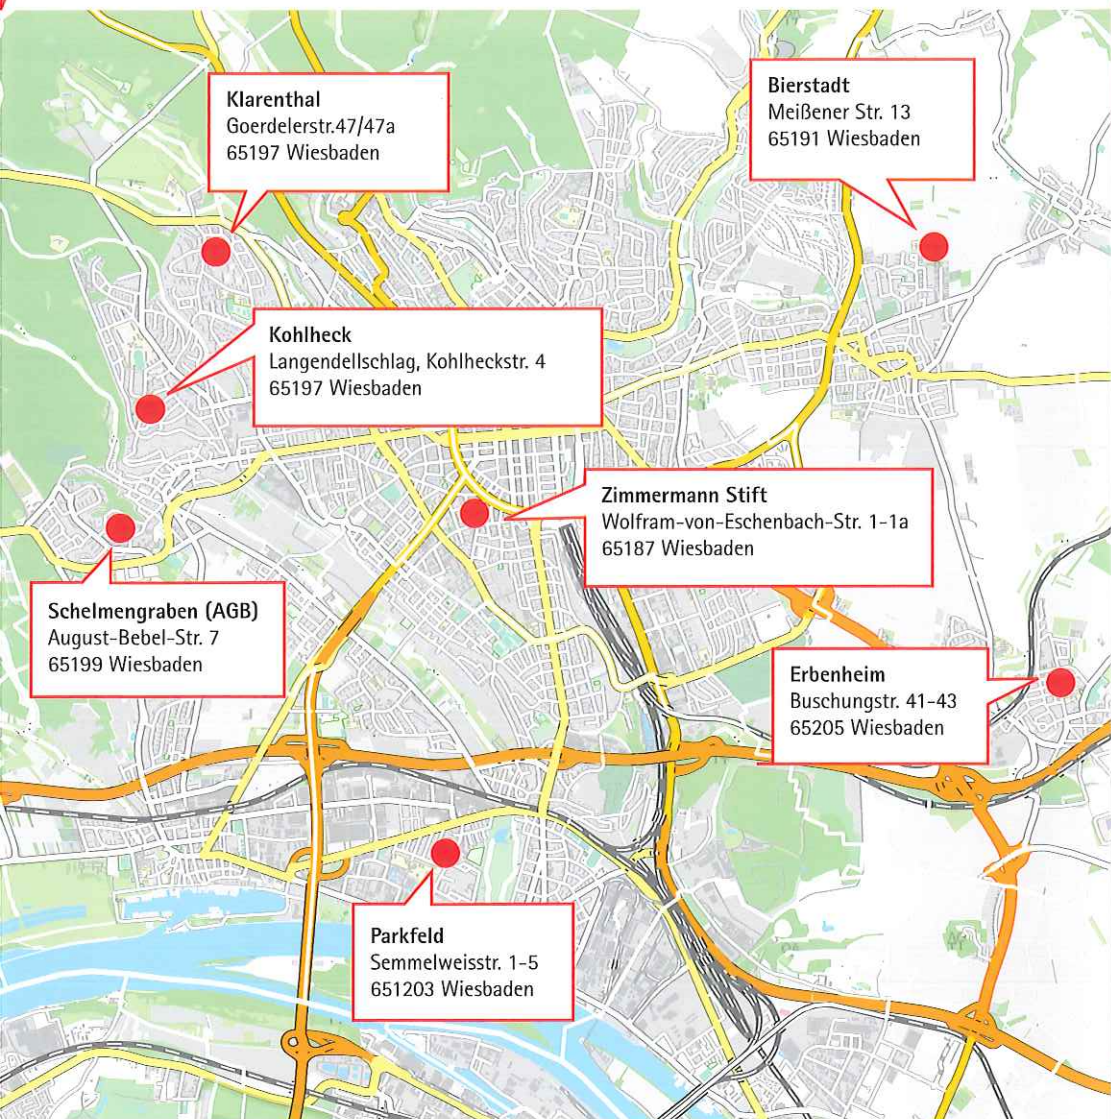 Klarenthal
Goerdelerstr.47/47a
65197 Wiesbaden
Bierstadt
Meißener Str. 13
65191 Wiesbaden
Kohlheck
Langendellschlag, Kohlheckstr. 4
65197 Wiesbaden
Zimmermann Stift
Wolfram-von-Eschenbach-Str. 1-1a
65187 Wiesbaden
Schelmengraben (AGB)
August-Bebel-Str. 7
65199 Wiesbaden
Erbenheim
Buschungstr. 41-43
65205 Wiesbaden
Parkfeld
Semmelweisstr. 1-5
651203 Wiesbaden